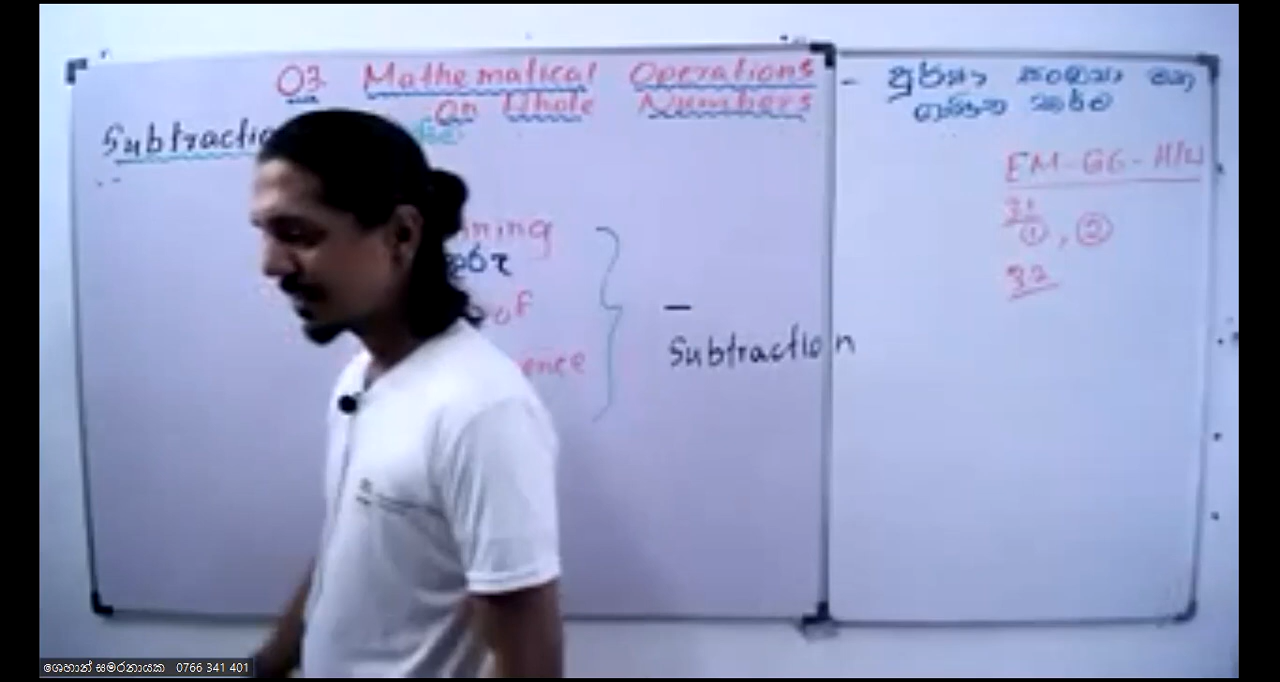 03 Mathematical Operations
On Whole Numbers
- පූර්ණ සංඛ්‍යා මත
ගණිත කර්ම
Subtractio
EM-G6-H/W
31
①, ②
32
ning
of
ence
-
Subtraction
ශෙහාන් සමරනායක 0766 341 401